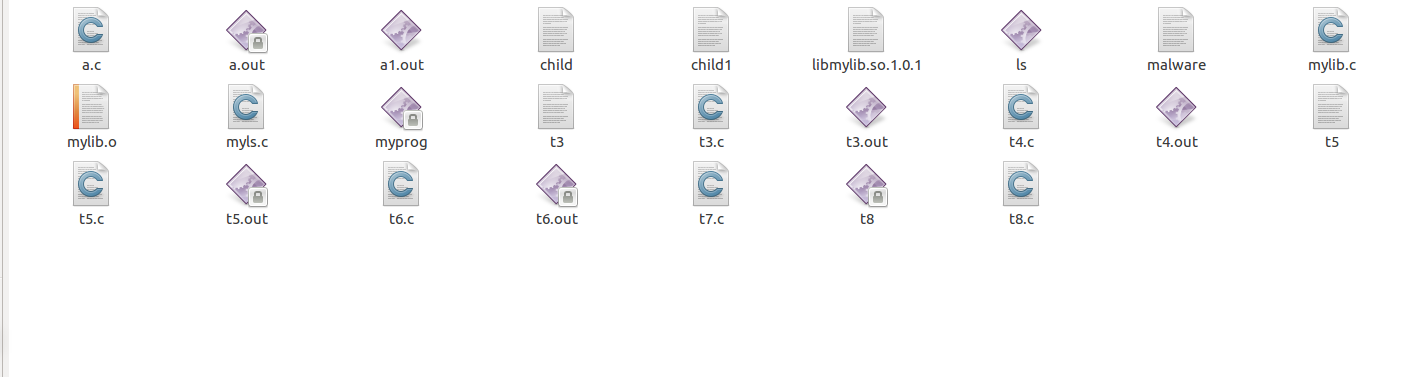 a.c a.out a1.out child child1 libmylib.so.1.0.1 ls malware mylib.c
mylib.o myls.c myprog t3 t3.c t3.out t4.c t4.out t5
t5.c t5.out t6.c t6.out t7.c t8 t8.c